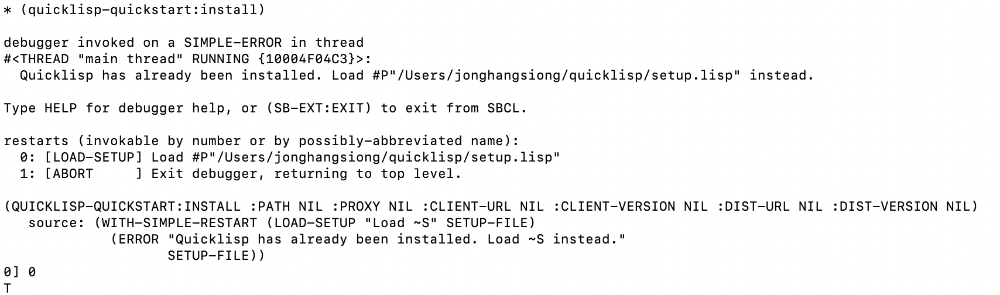 * (quicklisp-quickstart:install)
debugger invoked on a SIMPLE-ERROR in thread
#<THREAD "main thread" RUNNING {10004F04C3}>:
  Quicklisp has already been installed. Load #P"/Users/jonghangsiong/quicklisp/setup.lisp" instead.
Type HELP for debugger help, or (SB-EXT:EXIT) to exit from SBCL.
restarts (invokable by number or by possibly-abbreviated name):
  0: [LOAD-SETUP] Load #P"/Users/jonghangsiong/quicklisp/setup.lisp"
  1: [ABORT     ] Exit debugger, returning to top level.
(QUICKLISP-QUICKSTART:INSTALL :PATH NIL :PROXY NIL :CLIENT-URL NIL :CLIENT-VERSION NIL :DIST-URL NIL :DIST-VERSION NIL)
   source: (WITH-SIMPLE-RESTART (LOAD-SETUP "Load ~S" SETUP-FILE)
             (ERROR "Quicklisp has already been installed. Load ~S instead."
                    SETUP-FILE))
0] 0
T